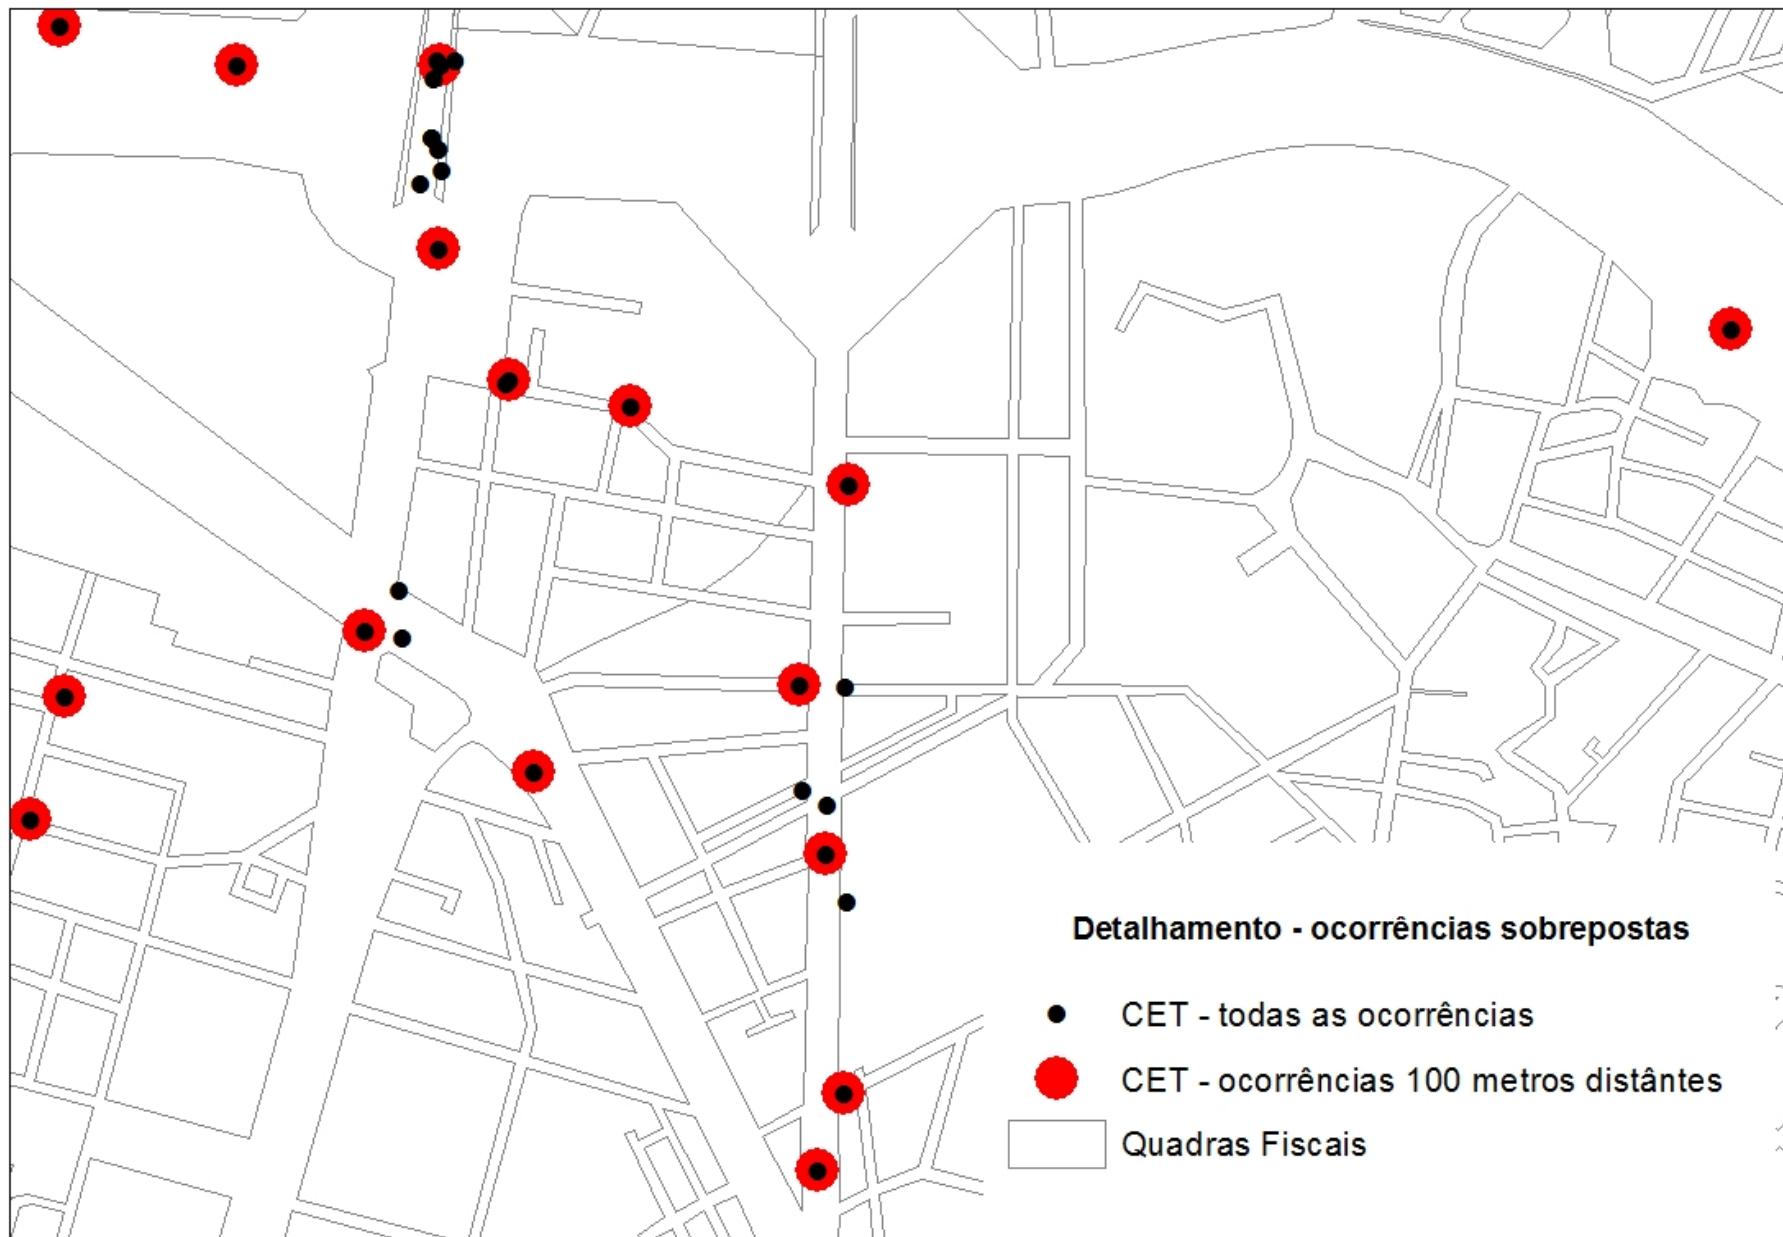 Detalhamento - ocorrências sobrepostas
CET - todas as ocorrências
CET - ocorrências 100 metros distântes
Quadras Fiscais